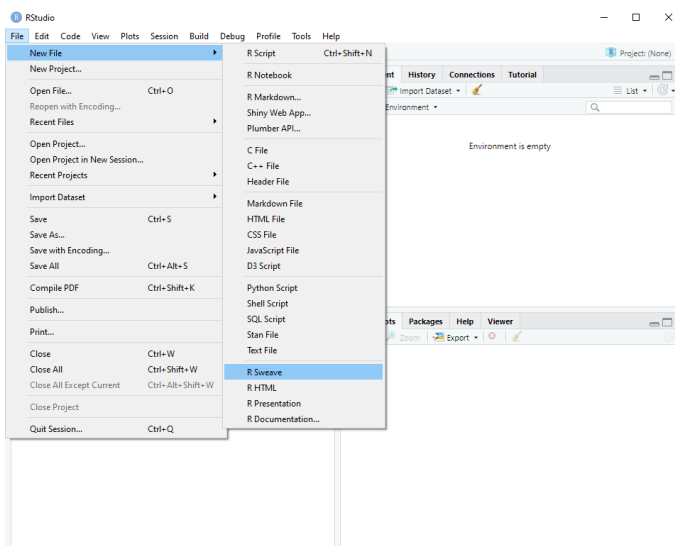 RStudio
File Edit Code View Plots Session Build Debug Profile Tools Help
Project: (None)
New File
New Project...
Open File... Ctrl+O
Reopen with Encoding...
Recent Files
Open Project...
Open Project in New Session...
Recent Projects
Import Dataset
Save Ctrl+S
Save As...
Save with Encoding...
Save All Ctrl+Alt+S
Compile PDF Ctrl+Shift+K
Publish...
Print...
Close Ctrl+W
Close All Ctrl+Shift+W
Close All Except Current Ctrl+Alt+Shift+W
Close Project
Quit Session... Ctrl+Q
R Script Ctrl+Shift+N
R Notebook
R Markdown...
Shiny Web App...
Plumber API...
C File
C++ File
Header File
Markdown File
HTML File
CSS File
JavaScript File
D3 Script
Python Script
Shell Script
SQL Script
Stan File
Text File
R Sweave
R HTML
R Presentation
R Documentation...
nt History Connections Tutorial
Import Dataset List
Environment
Environment is empty
ots Packages Help Viewer
Zoom Export